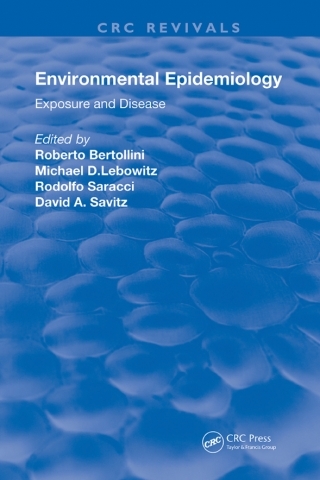 CRC REVIVALS
Environmental Epidemiology
Exposure and Disease
Edited by
Roberto Bertollini
Michael D.Lebowitz
Rodolfo Saracci
David A. Savitz
CRC
CRC Press
Taylor & Francis Group